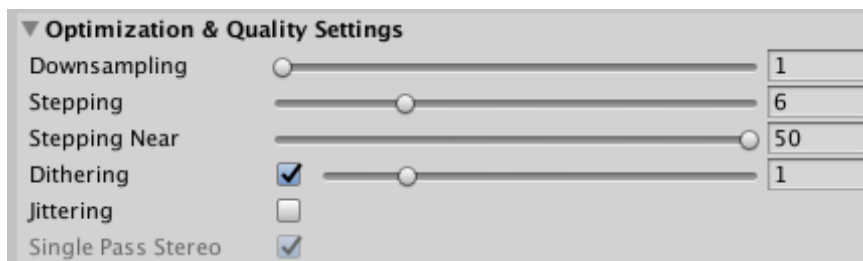 Optimization & Quality Settings
Downsampling 1
Stepping 6
Stepping Near 50
Dithering 1
Jittering
Single Pass Stereo